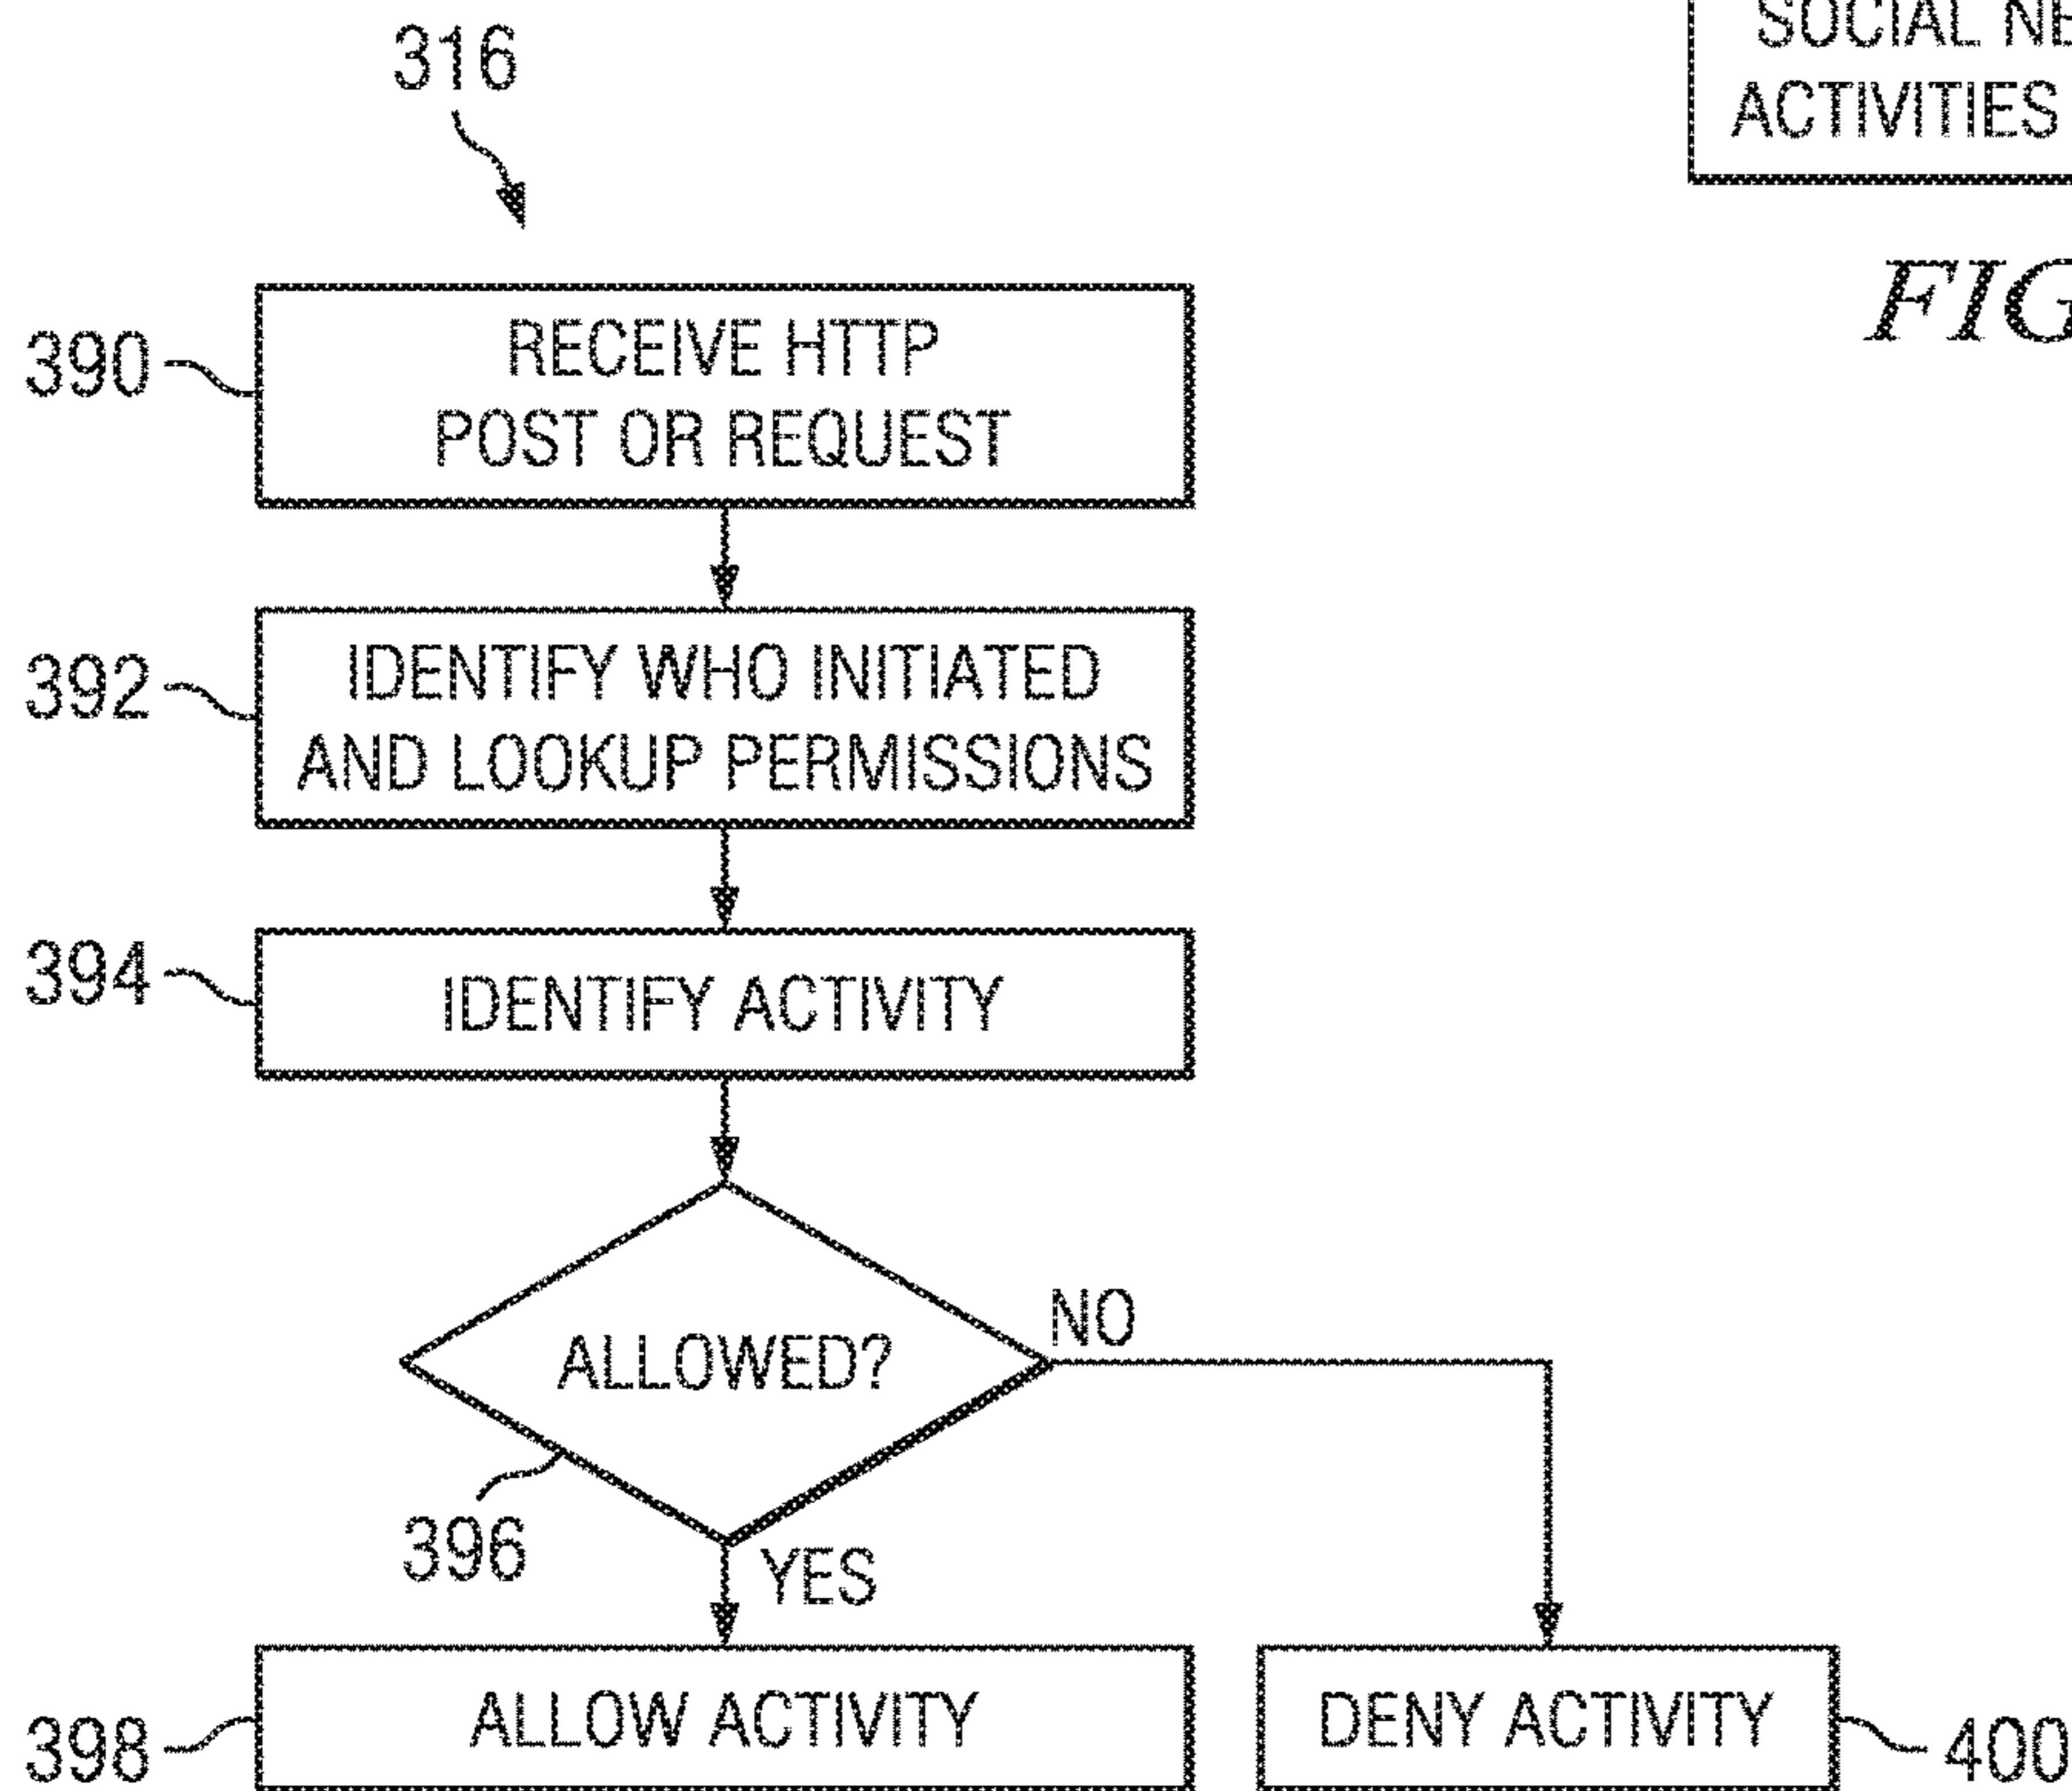 SOCIAL
ACTIVITIES
316
FIG
390
RECEIVE HTTP
POST OR REQUEST
392
IDENTIFY WHO INITIATED
AND LOOKUP PERMISSIONS
394
IDENTIFY ACTIVITY
ALLOWED?
NO
396
YES
398
ALLOW ACTIVITY
DENY ACTIVITY
400